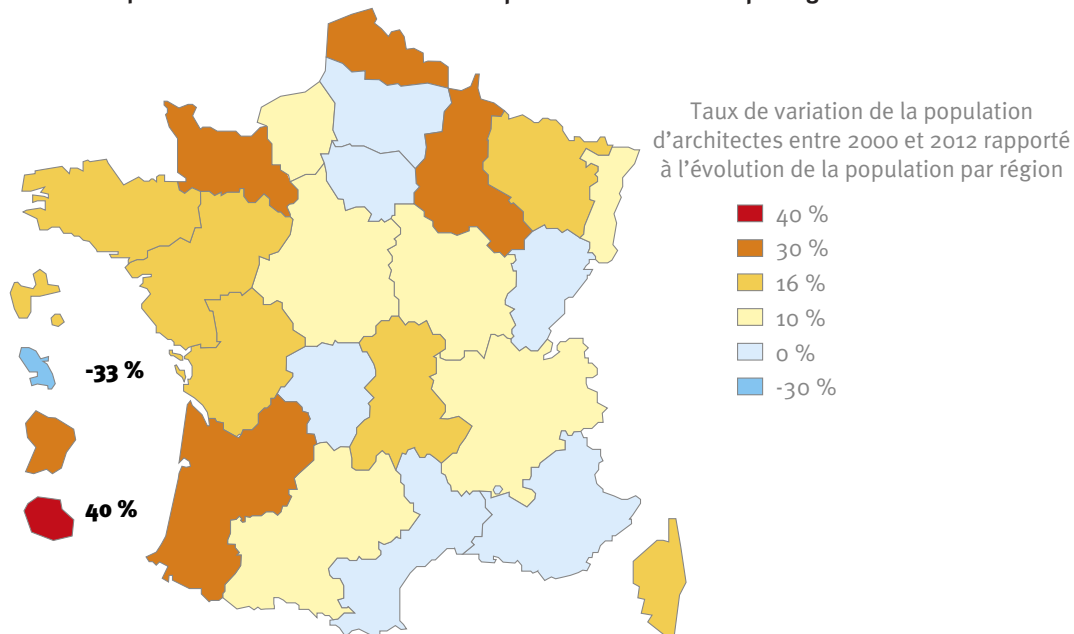 Taux de variation de la population
d'architectes entre 2000 et 2012 rapporté
à l'évolution de la population par région
40 %
30 %
16 %
10 %
0 %
-30 %
-33 %
40 %